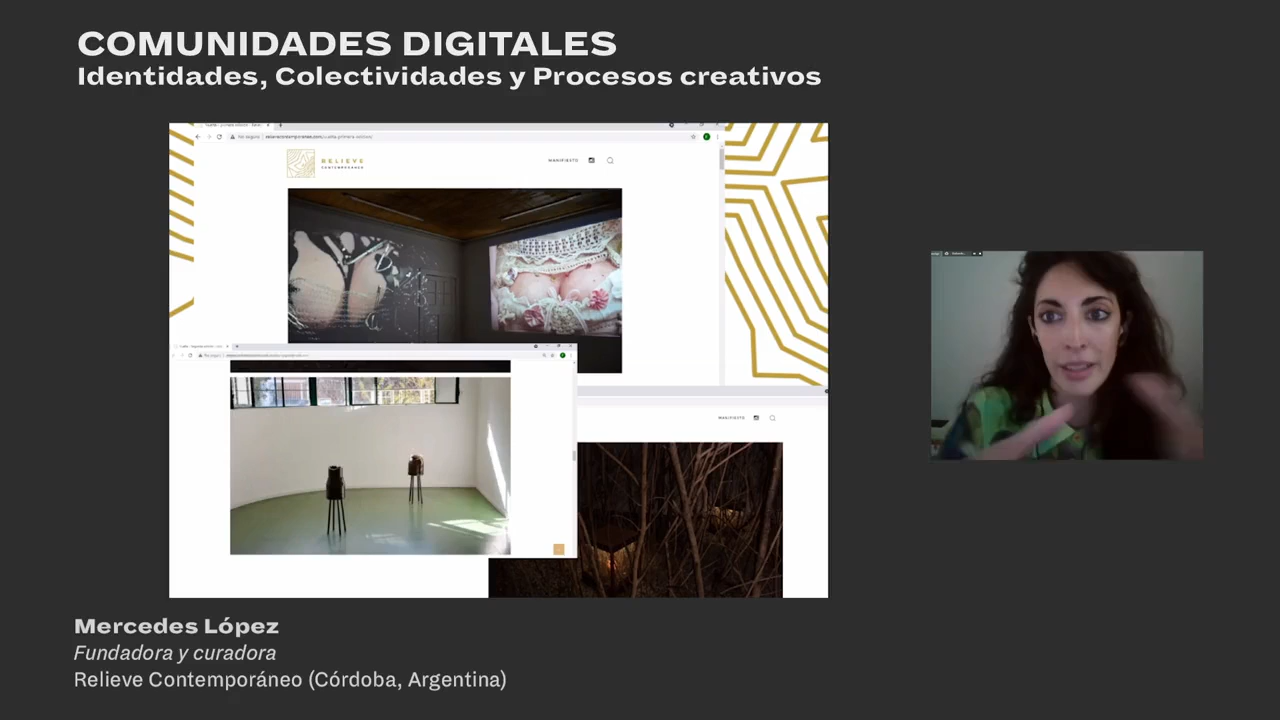 COMUNIDADES DIGITALES
Identidades, Colectividades y Procesos creativos
RELIEVE
CONTEMPORÁNEO
MANIFIESTO
MANIFIESTO
Mercedes López
Fundadora y curadora
Relieve Contemporáneo (Córdoba, Argentina)